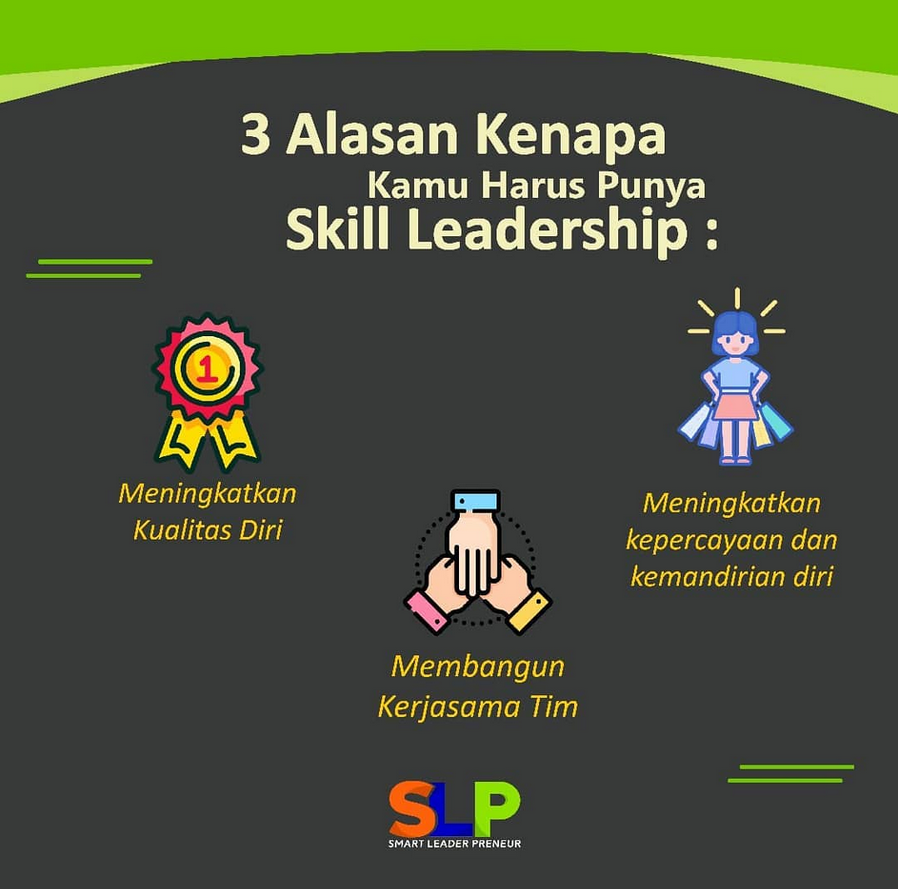 3 Alasan Kenapa
Kamu Harus Punya
Skill Leadership :
1
Meningkatkan
Kualitas Diri
Membangun
Kerjasama Tim
Meningkatkan
kepercayaan dan
kemandirian diri
SLP
SMART LEADER PRENEUR